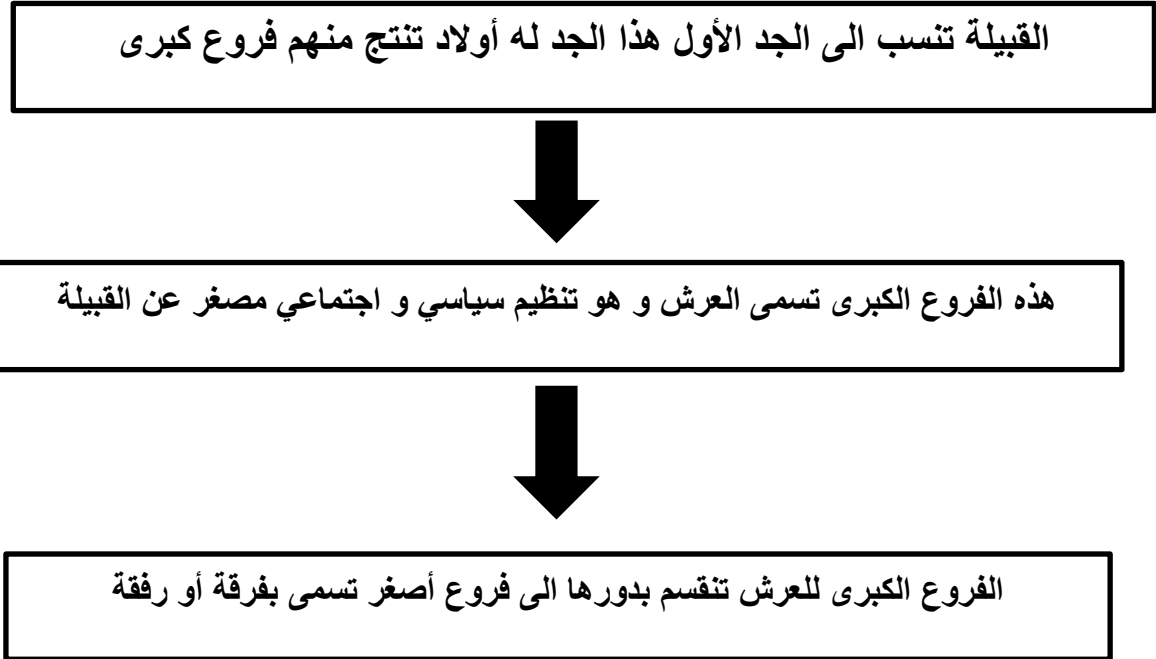 القبيلة تنسب الى الجد الأول هذا الجد له أولاد تنتج منهم فروع كبرى
هذه الفروع الكبرى تسمى العرش و هو تنظيم سياسي و اجتماعي مصغر عن القبيلة
الفروع الكبرى للعرش تنقسم بدورها الى فروع أصغر تسمى بفرقة أو رفقة